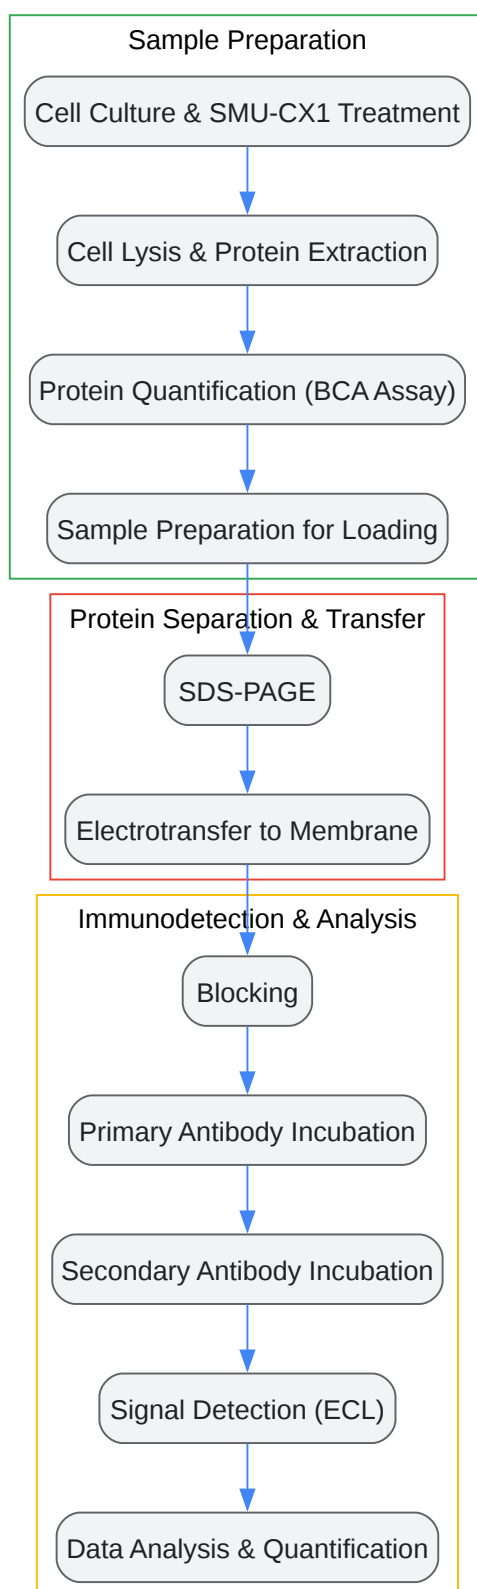 Sample Preparation
Cell Culture & SMU-CX1 Treatment
Cell Lysis & Protein Extraction
Protein Quantification (BCA Assay)
Sample Preparation for Loading
Protein Separation & Transfer
SDS-PAGE
Electrotransfer to Membrane
Immunodetection & Analysis
Blocking
Primary Antibody Incubation
Secondary Antibody Incubation
Signal Detection (ECL)
Data Analysis & Quantification